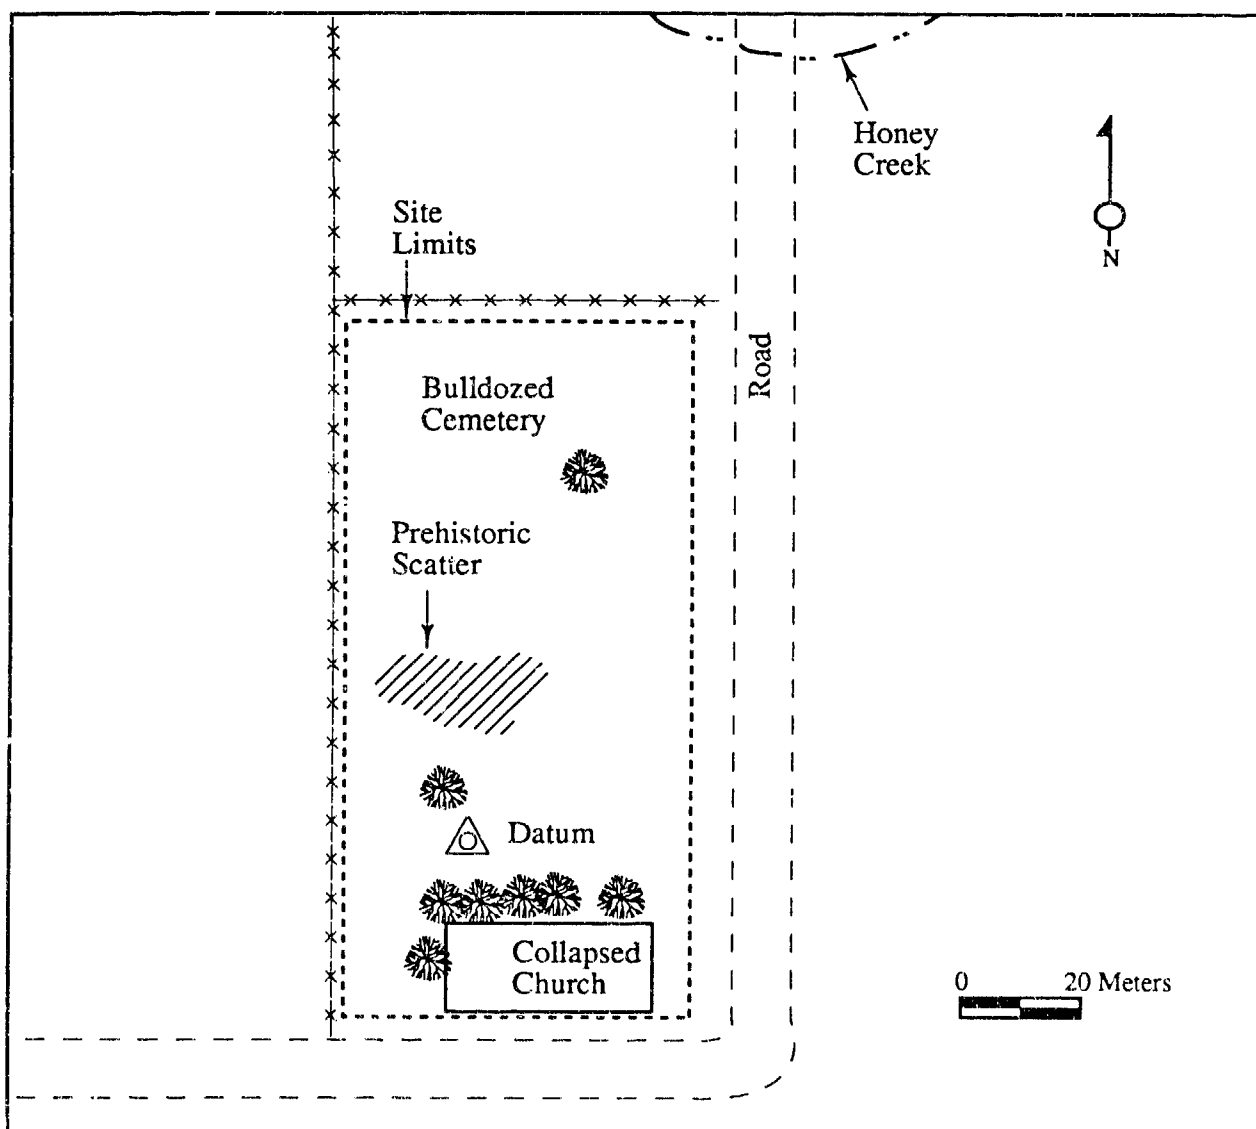 Honey
Creek
N
Site
Limits
Road
Bulldozed
Cemetery
Prehistoric
Scatter
Datum
Collapsed
Church
0 20 Meters